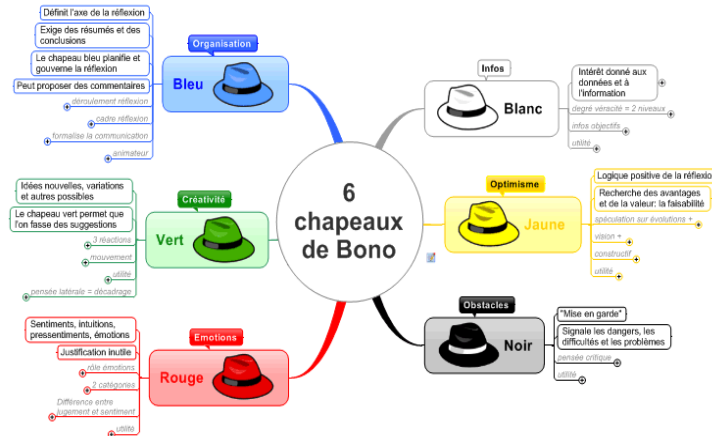 6
chapeaux
de Bono
Organisation
Bleu
Définit l'axe de la réflexion
Exige des résumés et des
conclusions
Le chapeau bleu planifie et
gouverne la réflexion
Peut proposer des commentaires
déroulement réflexion
cadre réflexion
formalise la communication
animateur
Créativité
Vert
Idées nouvelles, variations
et autres possibles
Le chapeau vert permet que
l'on fasse des suggestions
3 réactions
mouvement
utilité
pensée latérale = décadrage
Emotions
Rouge
Sentiments, intuitions,
pressentiments, émotions
Justification inutile
rôle émotions
2 catégories
Différence entre
jugement et sentiment
utilité
Infos
Blanc
Intérêt donné aux
données et à
l'information
degré véracité = 2 niveaux
infos objectifs
utilité
Optimisme
Jaune
Logique positive de la réflexio
Recherche des avantages
et de la valeur: la faisabilité
spéculation sur évolutions +
vision +
constructif
utilité
Obstacles
Noir
"Mise en garde"
Signale les dangers, les
difficultés et les problèmes
pensée critique
utilité